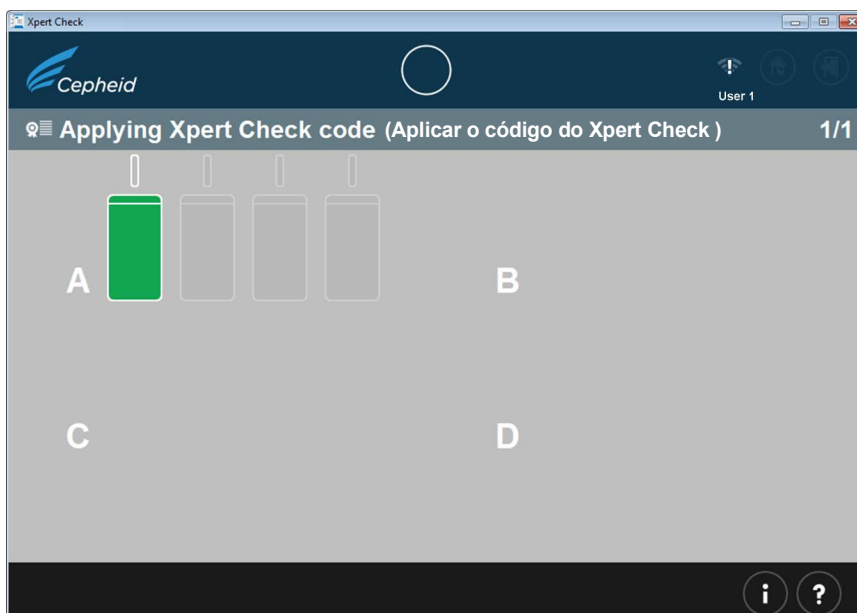 Xpert Check
Cepheid
User 1
Applying Xpert Check code (Aplicar o código do Xpert Check ) 1/1
A B
C D
i ?